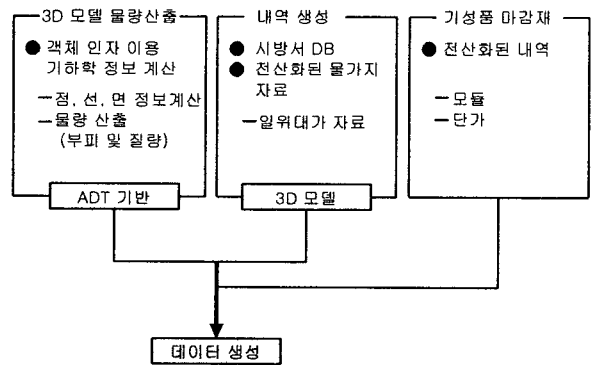 3D 모델 물량산출
● 객체 인자 이용
기하학 정보 계산
─점, 선, 면 정보계산
─물량 산출
(부피 및 질량)
ADT 기반
내역 생성
● 시방서 DB
● 전산화된 물가지
자료
─일위대가 자료
3D 모델
기성품 마감재
● 전산화된 내역
─모듈
─단가
데이터 생성